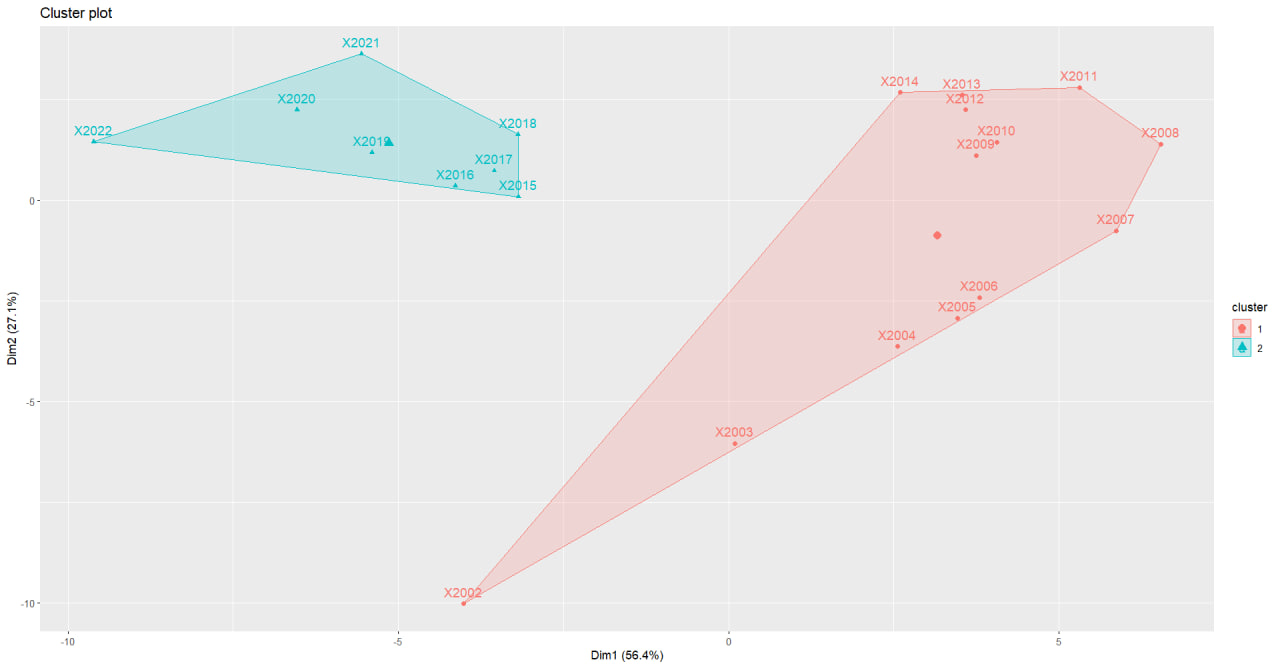 Cluster plot
X2021
X2014
X2013
X2011
X2020
X2012
X2022
X2018
X2010
X2008
X2019
X2009
X2017
X2016
X2015
X2007
X2006
X2005
X2004
X2003
X2002
0
-5
-10
-10
-5
0
5
Dim1 (56.4%)
Dim2 (27.1%)
cluster
1
2